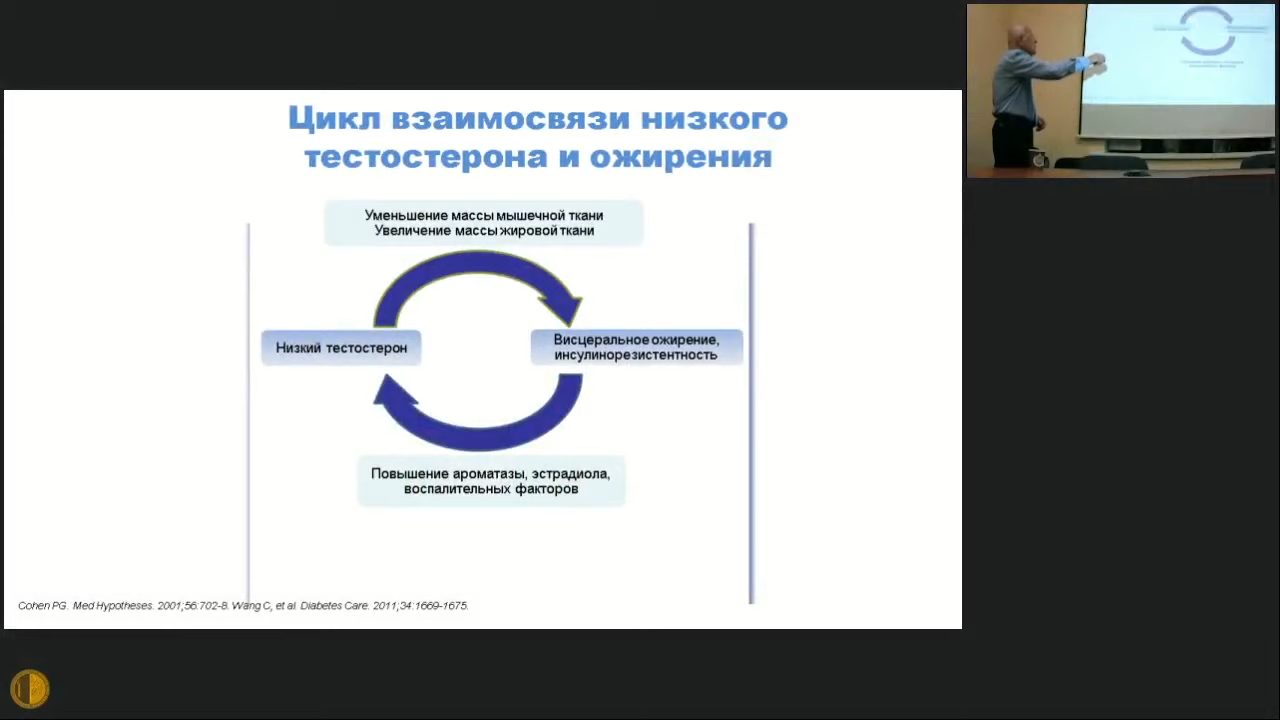 Цикл взаимосвязи низкого
тестостерона и ожирения
Уменьшение массы мышечной ткани
Увеличение массы жировой ткани
Низкий тестостерон
Висцеральное ожирение,
инсулинорезистентность
Повышение ароматазы, эстрадиола,
воспалительных факторов
Cohen PG. Med Hypotheses. 2001;56:702-8. Wang C, et al. Diabetes Care. 2011;34:1669-1675.